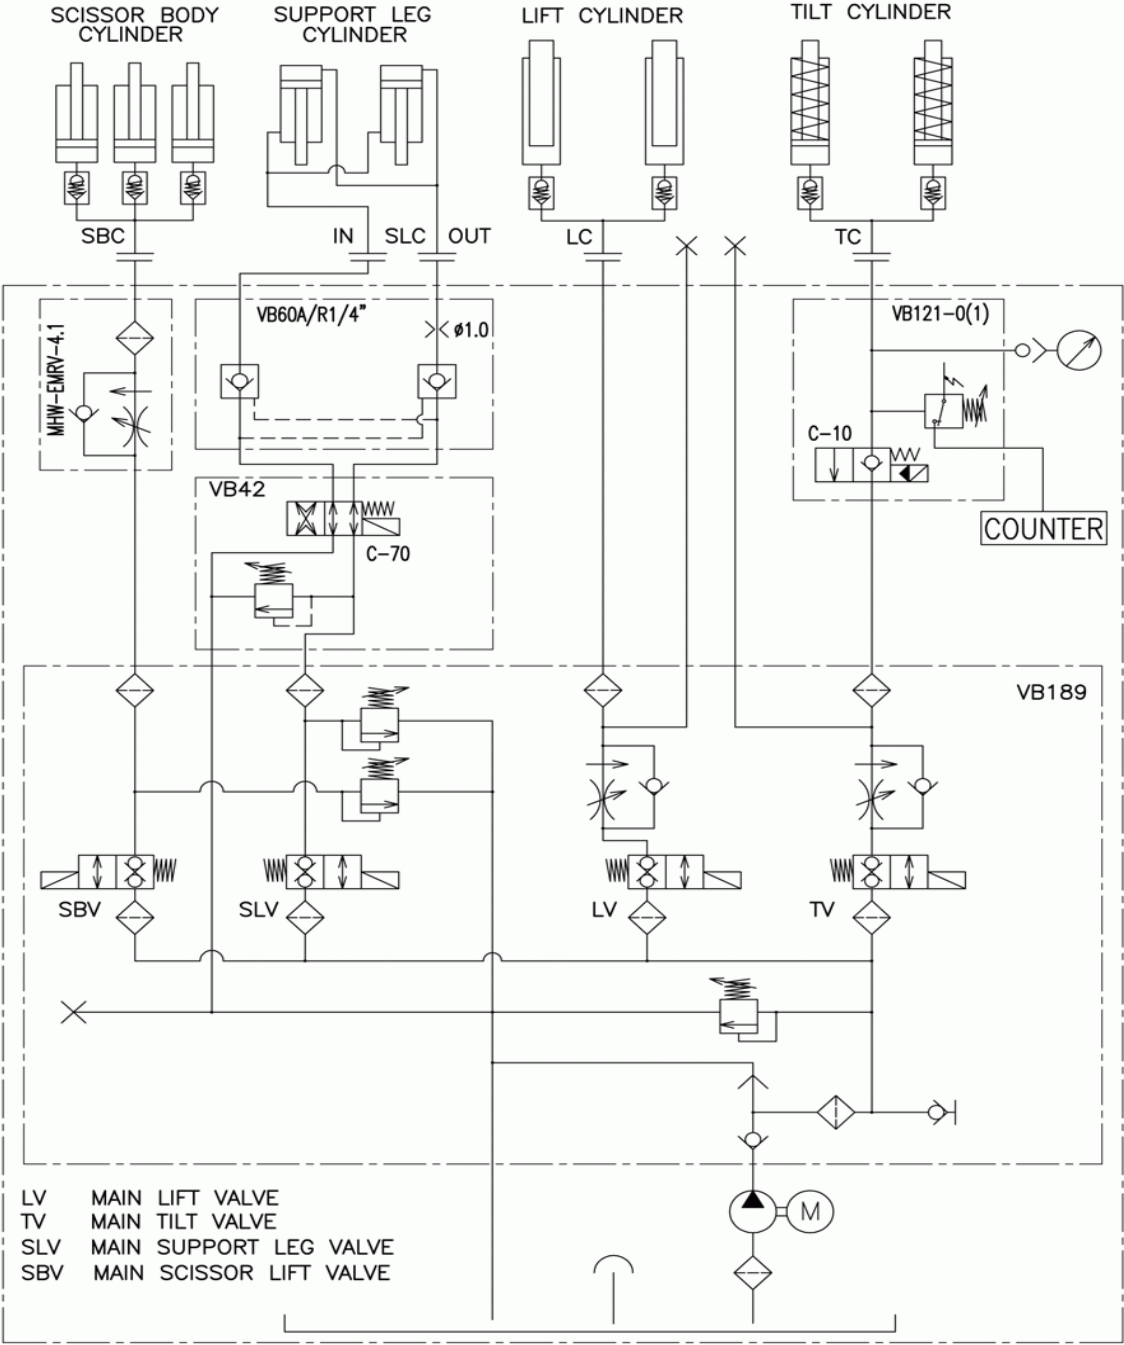 SCISSOR BODY
CYLINDER
SUPPORT LEG
CYLINDER
LIFT CYLINDER
TILT CYLINDER
SBC
IN
SLC
OUT
LC
TC
MHW-EMRV-4.1
VB60A/R1/4"
ø1.0
VB121-0(1)
C-10
VB42
C-70
COUNTER
VB189
SBV
SLV
LV
TV
M
LV MAIN LIFT VALVE
TV MAIN TILT VALVE
SLV MAIN SUPPORT LEG VALVE
SBV MAIN SCISSOR LIFT VALVE